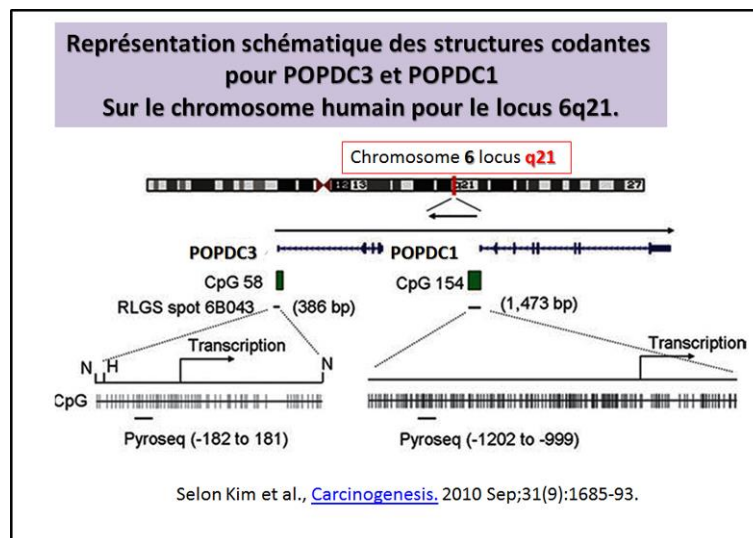 Représentation schématique des structures codantes
pour POPDC3 et POPDC1
Sur le chromosome humain pour le locus 6q21.
Chromosome 6 locus q21
12 13 q21 27
POPDC3 POPDC1
CpG 58 CpG 154
RLGS spot 6B043 (386 bp) (1,473 bp)
Transcription Transcription
N H N
CpG
Pyroseq (-182 to 181) Pyroseq (-1202 to -999)
Selon Kim et al., Carcinogenesis. 2010 Sep;31(9):1685-93.